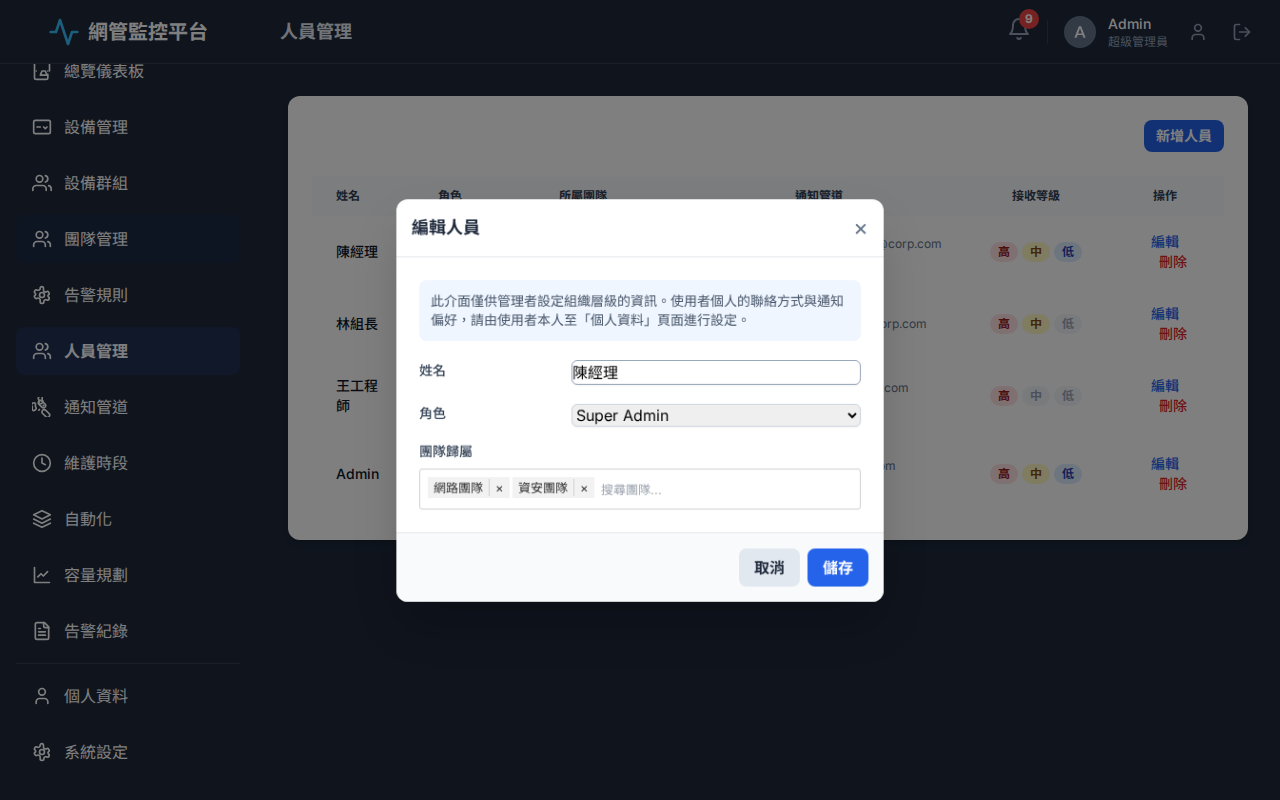 網管監控平台
人員管理
9
A
Admin
超級管理員
總覽儀表板
設備管理
設備群組
團隊管理
告警規則
人員管理
通知管道
維護時段
自動化
容量規劃
告警紀錄
個人資料
系統設定
新增人員
姓名 角色 所屬團隊 通知管道 接收等級 操作
陳經理 @corp.com 高 中 低 編輯
刪除
林組長 orp.com 高 中 低 編輯
刪除
王工程
師 .com 高 中 低 編輯
刪除
Admin om 高 中 低 編輯
刪除
編輯人員 ×
此介面僅供管理者設定組織層級的資訊。使用者個人的聯絡方式與通知
偏好，請由使用者本人至「個人資料」頁面進行設定。
姓名 陳經理
角色 Super Admin
團隊歸屬
網路團隊 × 資安團隊 × 搜尋團隊...
取消 儲存